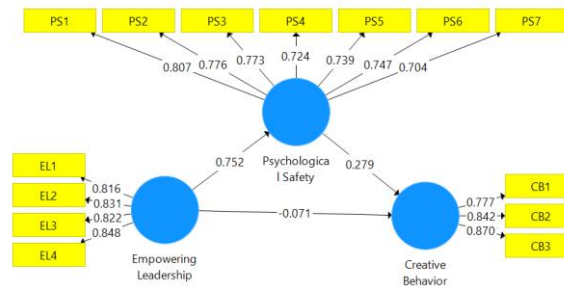 PS1 PS2 PS3 PS4 PS5 PS6 PS7
0.807 0.776 0.773 0.724 0.739 0.747 0.704
Psychologica
l Safety
0.752
0.279
EL1
EL2
EL3
EL4
0.816
0.831
0.822
0.848
-0.071
Empowering
Leadership
0.777
0.842
0.870
CB1
CB2
CB3
Creative
Behavior